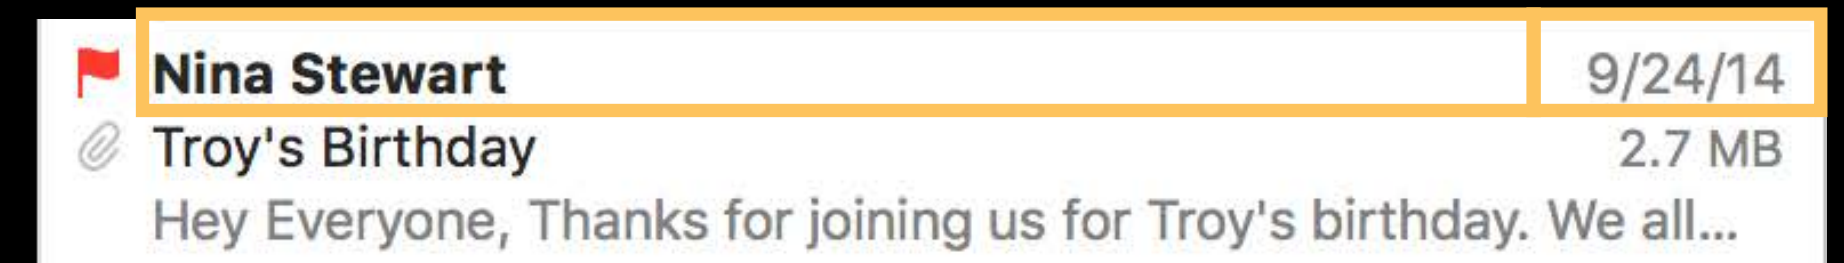 Nina Stewart 9/24/14
Troy's Birthday 2.7 MB
Hey Everyone, Thanks for joining us for Troy's birthday. We all...